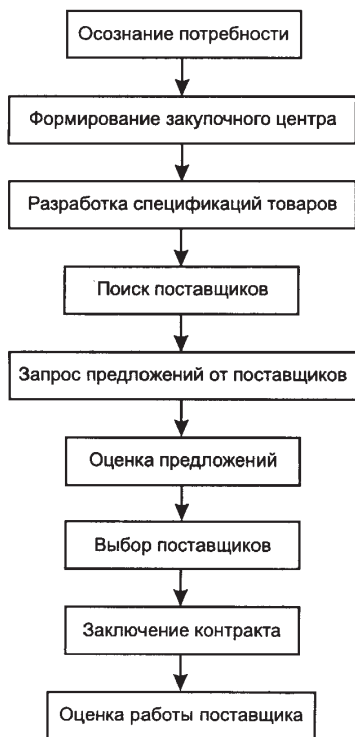 Осознание потребности
Формирование закупочного центра
Разработка спецификаций товаров
Поиск поставщиков
Запрос предложений от поставщиков
Оценка предложений
Выбор поставщиков
Заключение контракта
Оценка работы поставщика